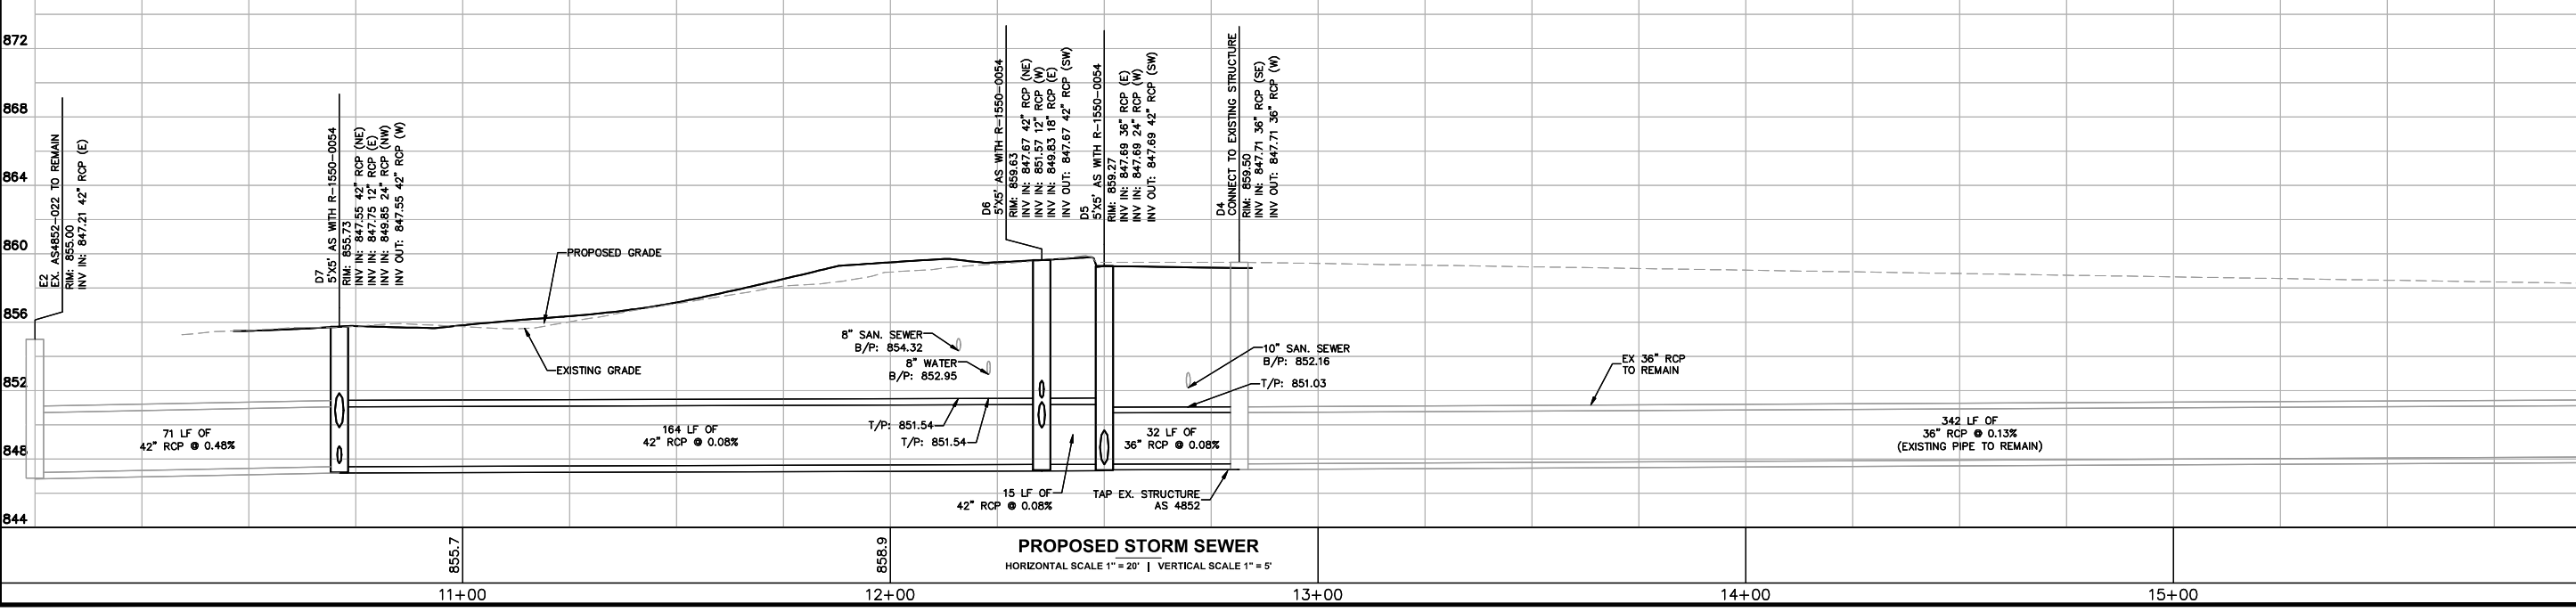 872
868
864
860
856
852
848
844
E2
EX. AS4852-022 TO REMAIN
RIM: 855.00
INV IN: 847.21 42" RCP (E)
D7
5'X5' AS WITH R-1550-0054
RIM: 855.73
INV IN: 847.55 42" RCP (NE)
INV IN: 847.75 12" RCP (E)
INV IN: 849.85 24" RCP (NW)
INV OUT: 847.55 42" RCP (W)
D6
5'X5' AS WITH R-1550-0054
RIM: 859.63
INV IN: 847.67 42" RCP (NE)
INV IN: 851.57 12" RCP (W)
INV IN: 849.83 18" RCP (E)
INV OUT: 847.67 42" RCP (SW)
D5
5'X5' AS WITH R-1550-0054
RIM: 859.27
INV IN: 847.69 36" RCP (E)
INV IN: 847.69 24" RCP (W)
INV OUT: 847.69 42" RCP (SW)
D4
CONNECT TO EXISTING STRUCTURE
RIM: 859.50
INV IN: 847.71 36" RCP (SE)
INV OUT: 847.71 36" RCP (W)
PROPOSED GRADE
EXISTING GRADE
8" SAN. SEWER
B/P: 854.32
8" WATER
B/P: 852.95
10" SAN. SEWER
B/P: 852.16
T/P: 851.03
EX 36" RCP
TO REMAIN
71 LF OF
42" RCP @ 0.48%
164 LF OF
42" RCP @ 0.08%
T/P: 851.54
T/P: 851.54
32 LF OF
36" RCP @ 0.08%
342 LF OF
36" RCP @ 0.13%
(EXISTING PIPE TO REMAIN)
15 LF OF
42" RCP @ 0.08%
TAP EX. STRUCTURE
AS 4852
855.7
858.9
PROPOSED STORM SEWER
HORIZONTAL SCALE 1" = 20' | VERTICAL SCALE 1" = 5'
11+00
12+00
13+00
14+00
15+00